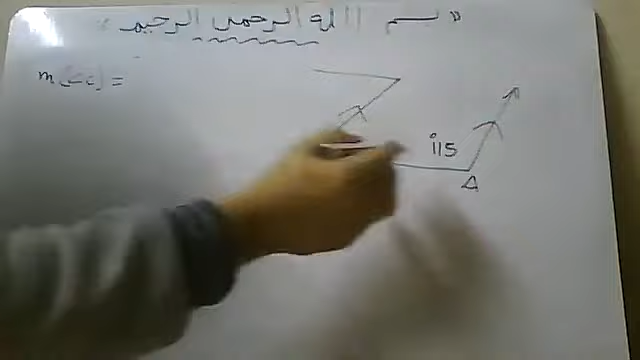 " بسم الله الرحمن الرحيم "
m(∠c) =
115
A